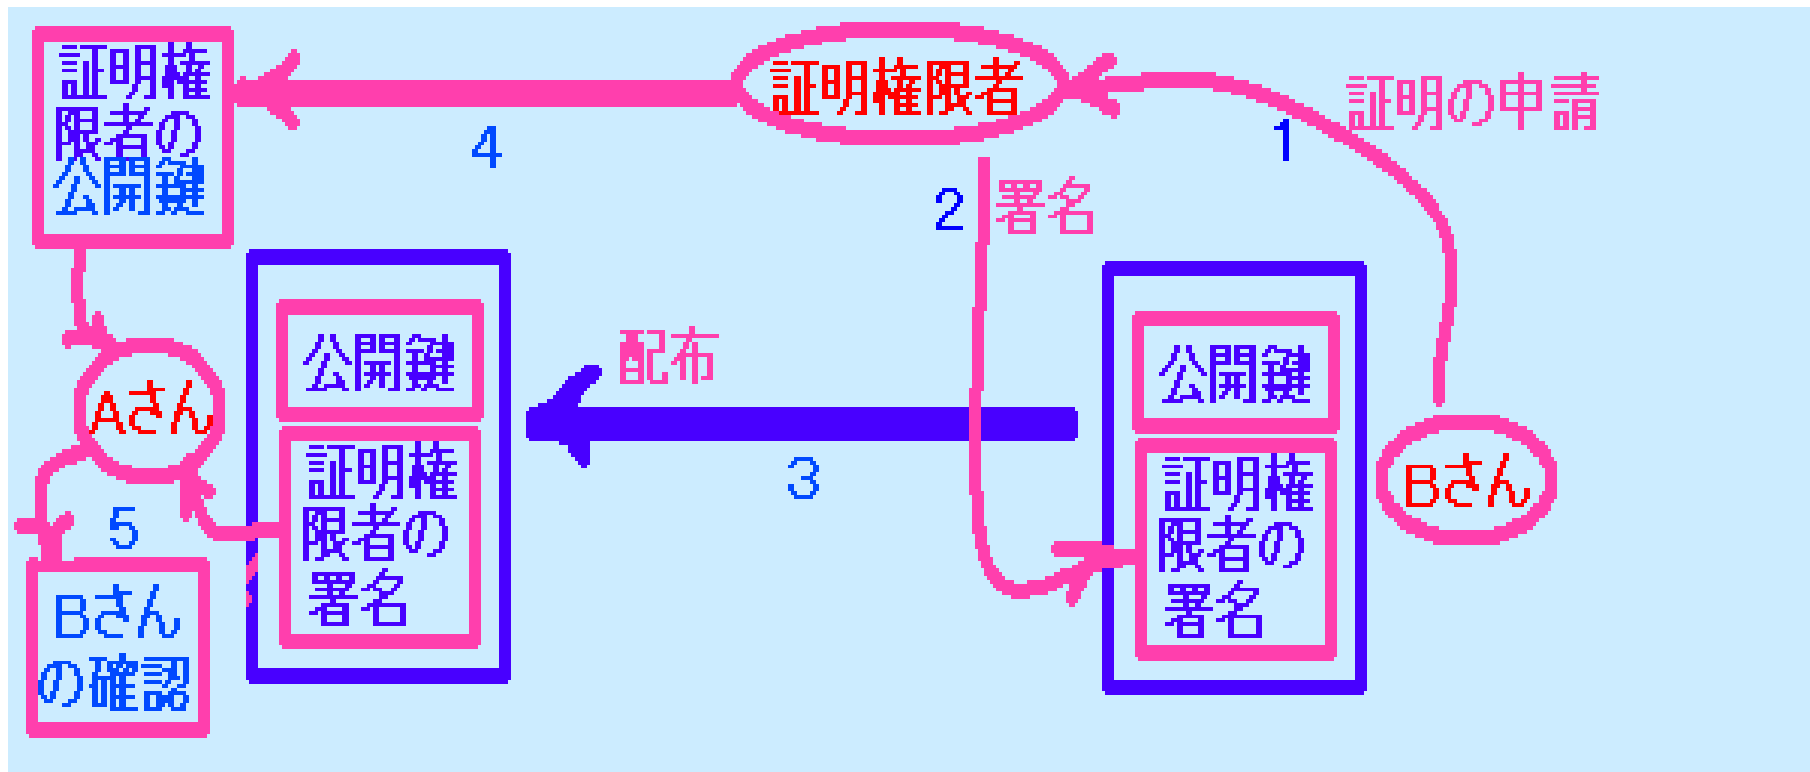 証明権
限者の
公開鍵
4
証明権限者
1
証明の申請
2
署名
公開鍵
証明権
限者の
署名
配布
3
公開鍵
証明権
限者の
署名
Aさん
Bさん
5
Bさん
の確認